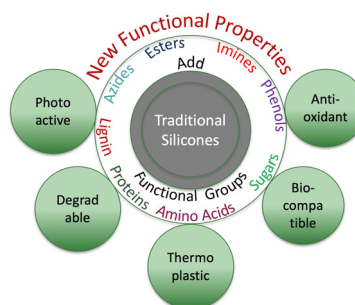 New Functional Properties
Azides
Esters
Imines
Phenols
Add
Traditional
Silicones
Functional Groups
Lignin
Proteins
Amino Acids
Sugars
Photo
active
Anti-
oxidant
Degrad
able
Bio-
compa
tible
Thermo
plastic